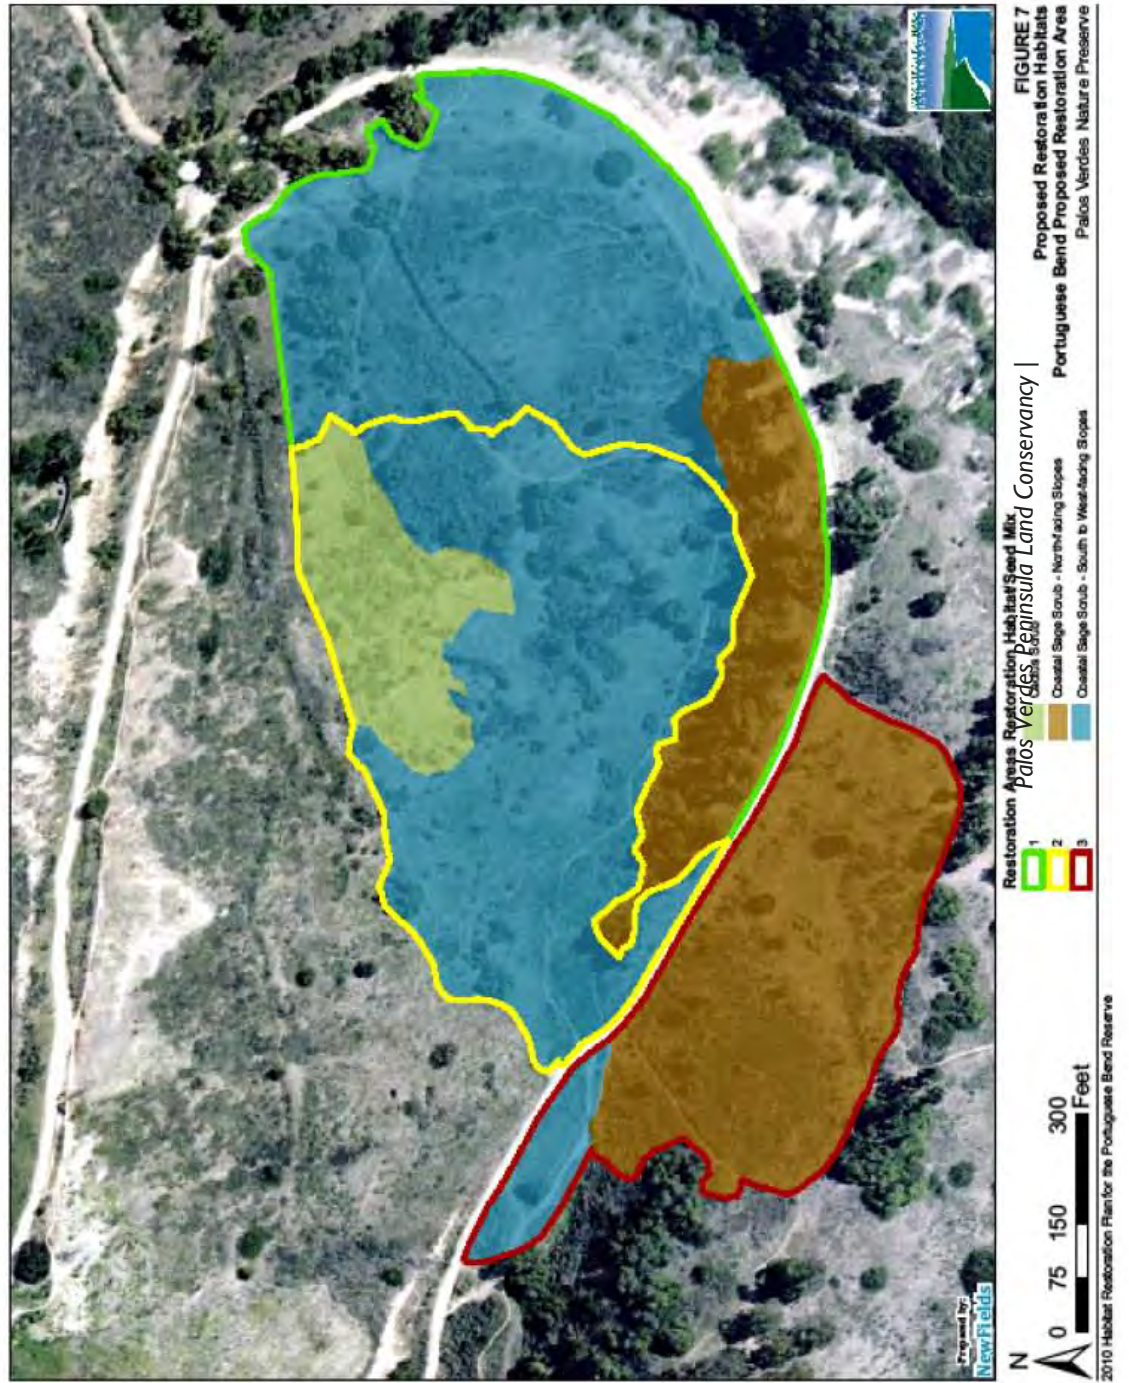 FIGURE 7
Proposed Restoration Habitats
Portuguese Bend Proposed Restoration Area
Palos Verdes Nature Preserve
Palos Verdes Peninsula Land Conservancy |
Restoration Areas Restoration Habitat/Seed Mix
1
2
3
Scrub
Coastal Sage Scrub - North-facing Slopes
Coastal Sage Scrub - South to West-facing Slopes
Prepared by:
NewFields
N
0 75 150 300
Feet
2010 Habitat Restoration Plan for the Portuguese Bend Reserve